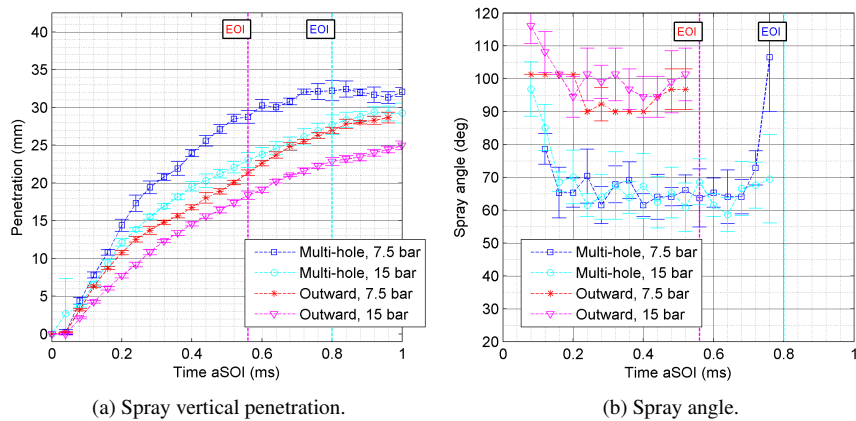 EOI
EOI
40
35
30
25
20
15
10
5
0
Penetration (mm)
Multi-hole, 7.5 bar
Multi-hole, 15 bar
Outward, 7.5 bar
Outward, 15 bar
0
0.2
0.4
0.6
0.8
1
Time aSOI (ms)
(a) Spray vertical penetration.
EOI
EOI
120
110
100
90
80
70
60
50
40
30
20
Spray angle (deg)
Multi-hole, 7.5 bar
Multi-hole, 15 bar
Outward, 7.5 bar
Outward, 15 bar
0
0.2
0.4
0.6
0.8
1
Time aSOI (ms)
(b) Spray angle.